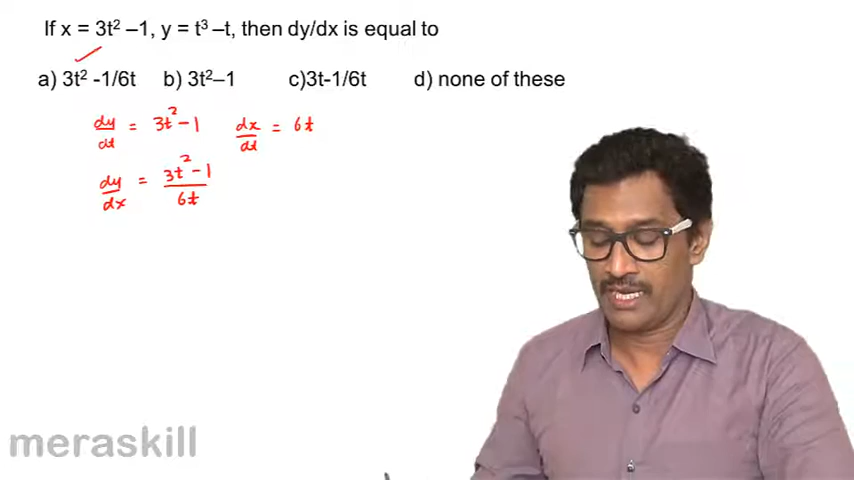 If x = 3t² –1, y = t³ –t, then dy/dx is equal to
a) 3t² -1/6t b) 3t²–1 c)3t-1/6t d) none of these
dy/dt = 3t² - 1 dx/dt = 6t
dy/dx = 3t² - 1/6t
meraskill